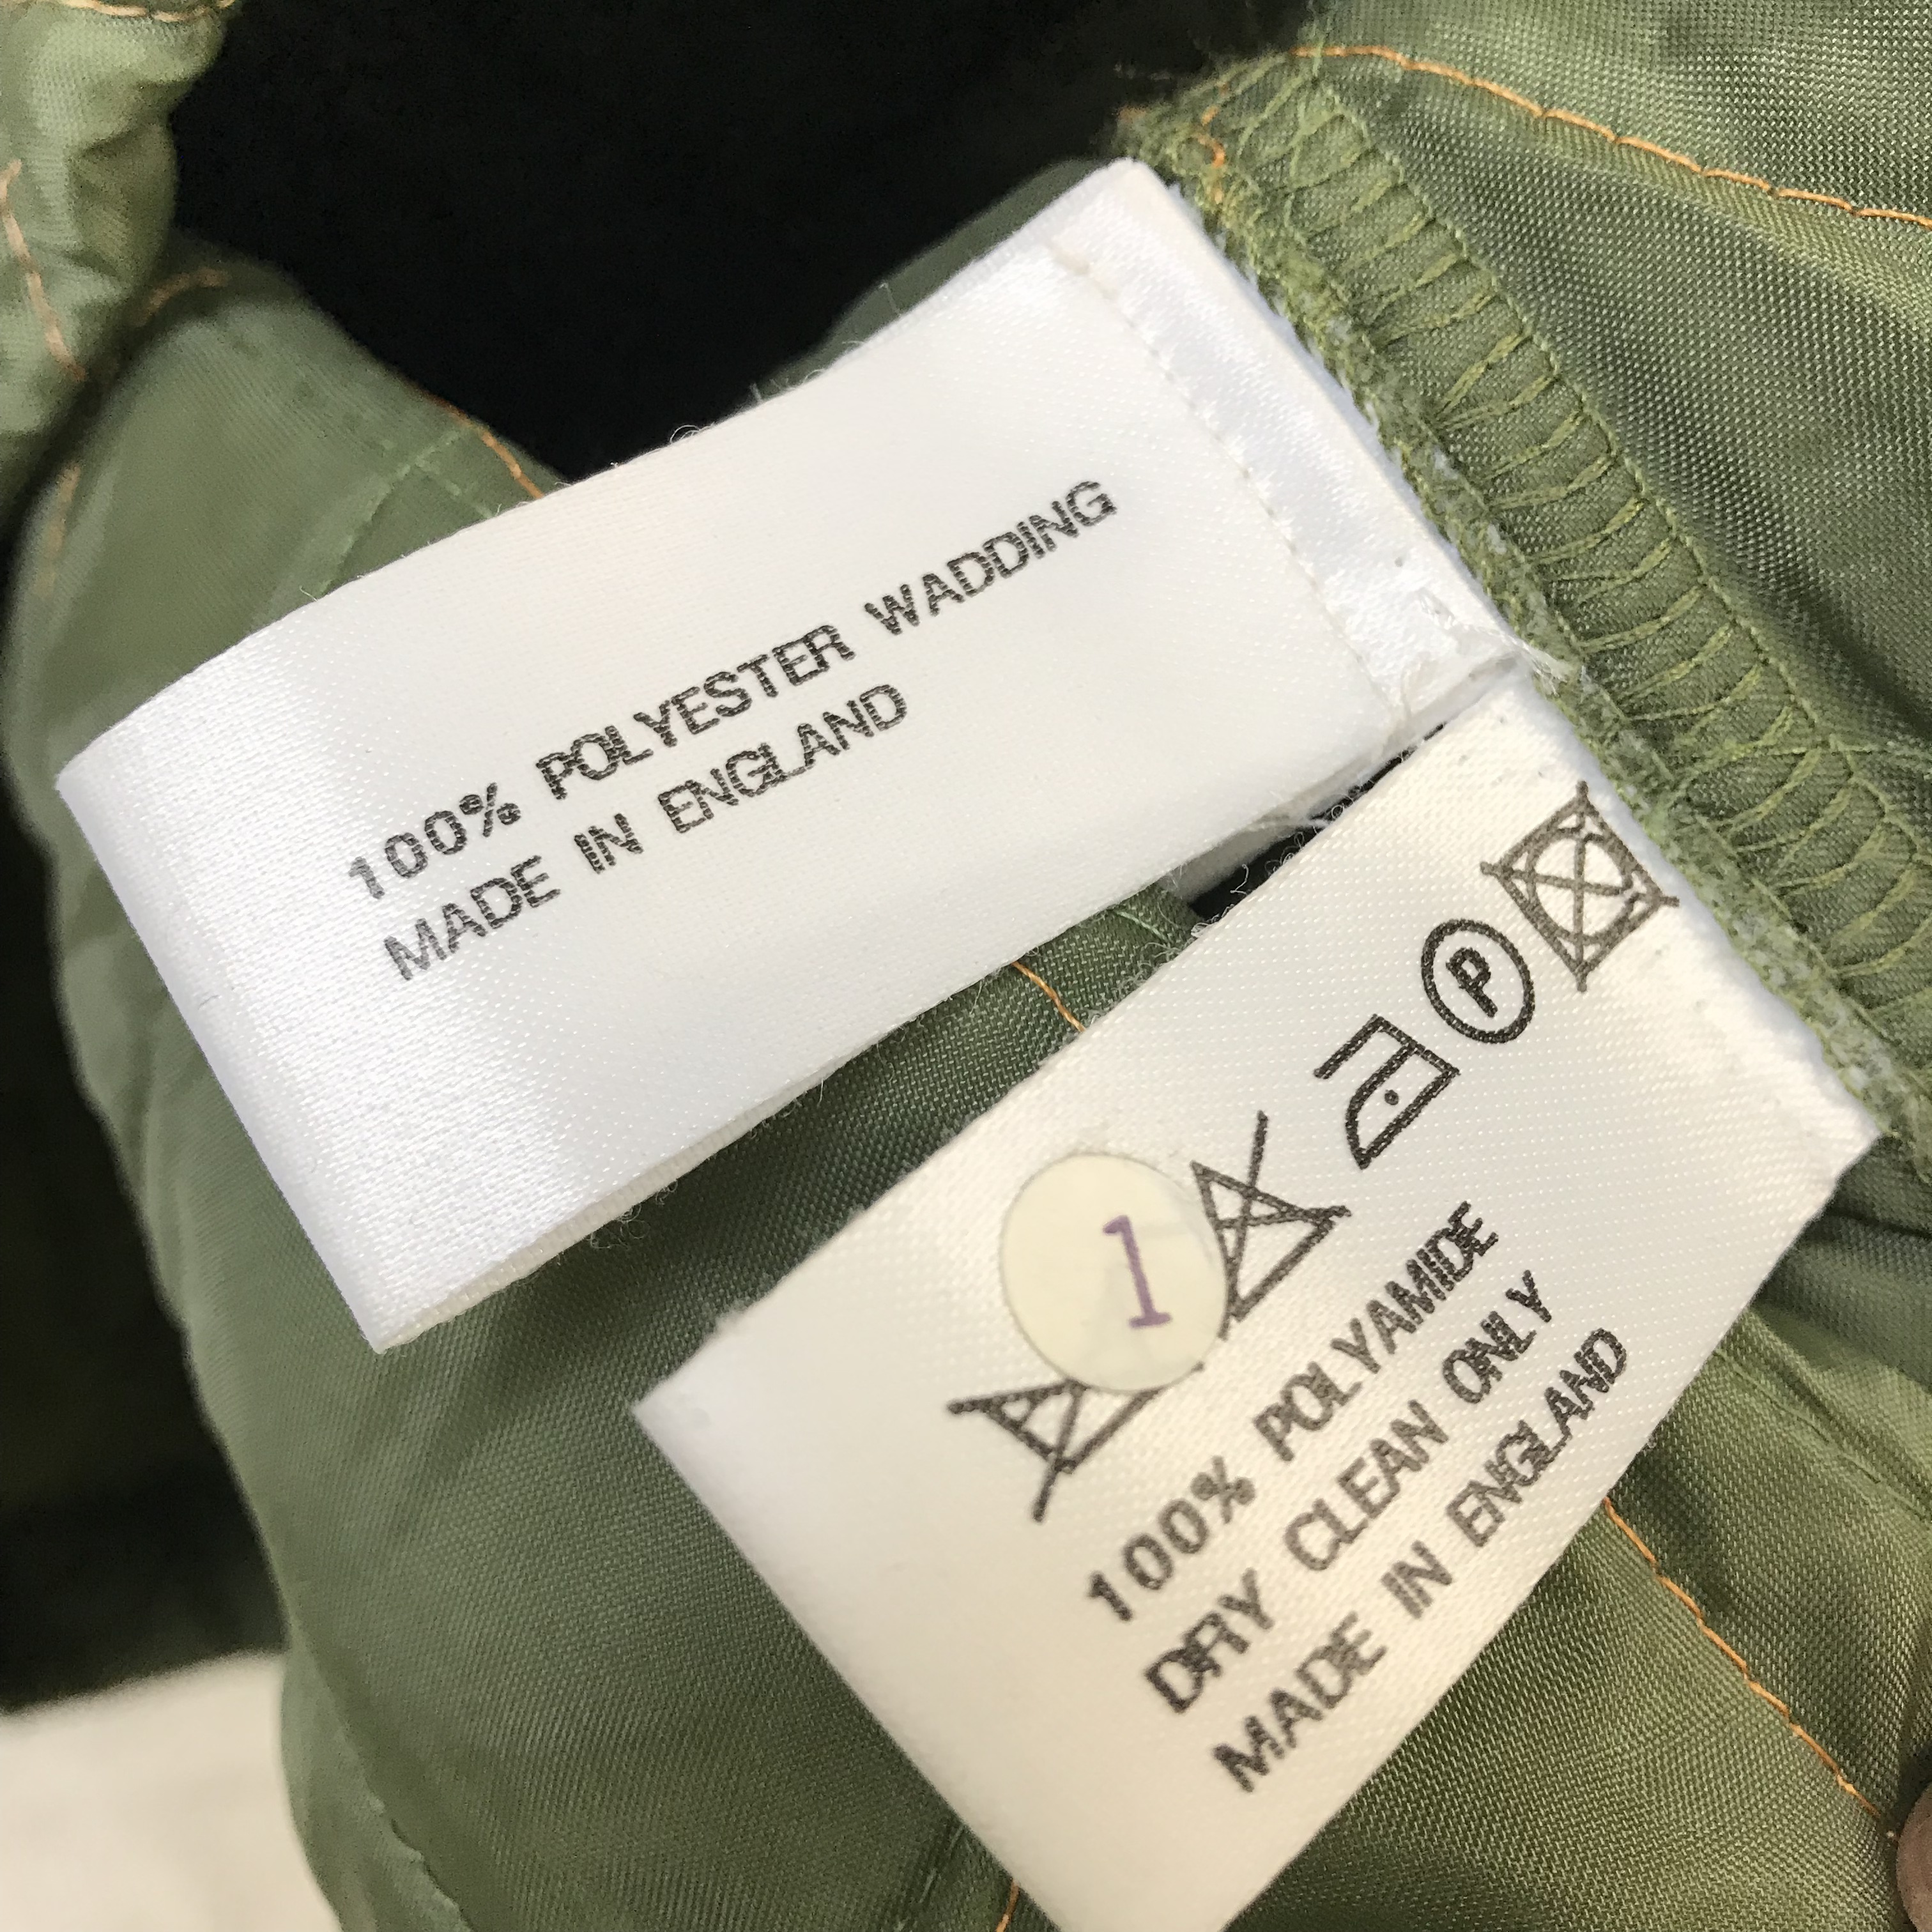 100% POLYESTER WADDING
MADE IN ENGLAND
P
1
100% POLYAMIDE
DRY CLEAN ONLY
MADE IN ENGLAND